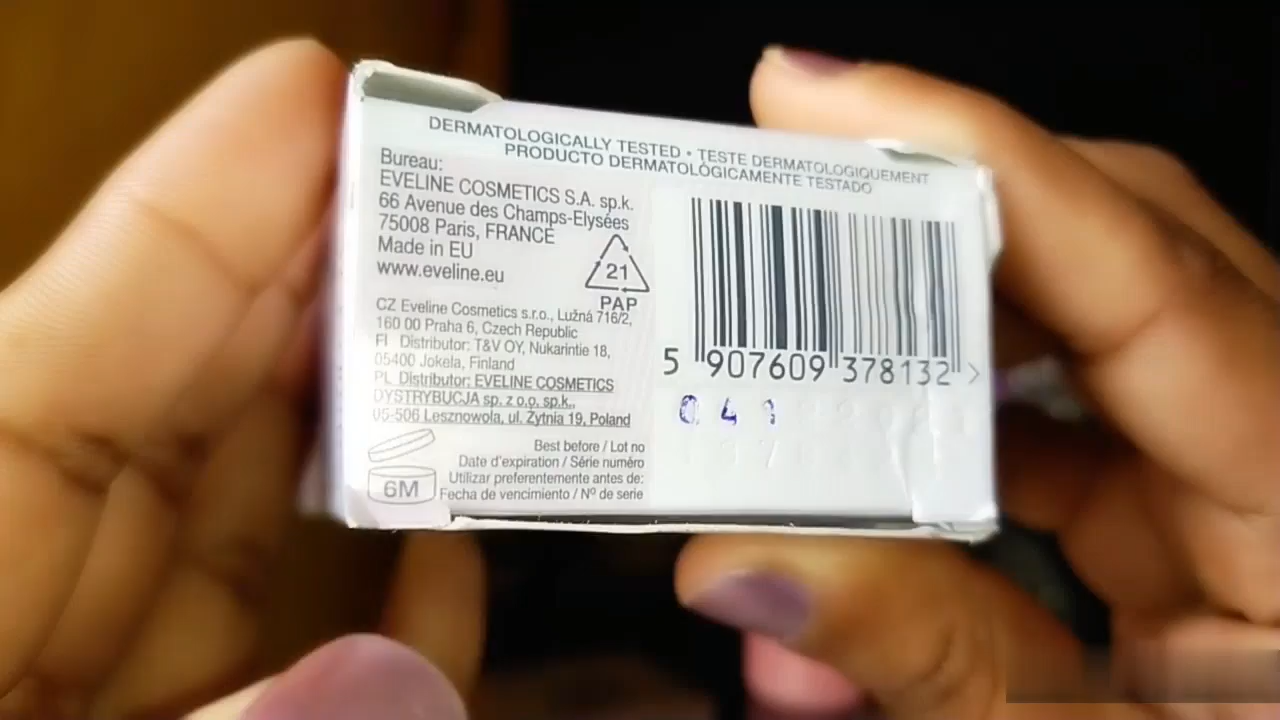 DERMATOLOGICALLY TESTED • TESTE DERMATOLOGIQUEMENT
PRODUCTO DERMATOLÓGICAMENTE TESTADO
Bureau:
EVELINE COSMETICS S.A. sp.k.
66 Avenue des Champs-Elysées
75008 Paris, FRANCE
Made in EU
www.eveline.eu
21
PAP
CZ Eveline Cosmetics s.r.o., Lužná 716/2,
160 00 Praha 6, Czech Republic
FI Distributor: T&V OY, Nukarintie 18,
05400 Jokela, Finland
PL Distributor: EVELINE COSMETICS
DYSTRYBUCJA sp. z o.o. sp.k.,
05-506 Lesznowola, ul. Żytnia 19, Poland
6M
Best before / Lot no
Date d'expiration / Série numéro
Utilizar preferentemente antes de:
Fecha de vencimiento / Nº de serie
5 907609 378132 >